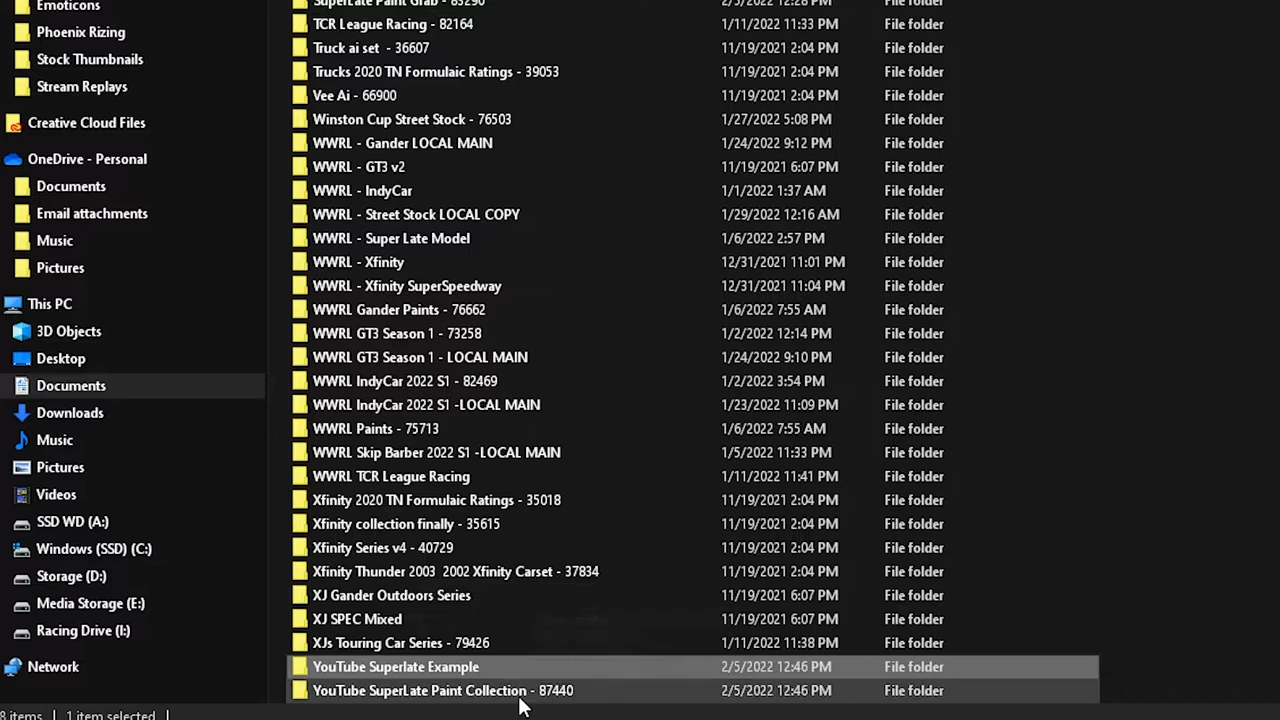 Emoticons
Phoenix Rizing
Stock Thumbnails
Stream Replays
Creative Cloud Files
OneDrive - Personal
Documents
Email attachments
Music
Pictures
This PC
3D Objects
Desktop
Documents
Downloads
Music
Pictures
Videos
SSD WD (A:)
Windows (SSD) (C:)
Storage (D:)
Media Storage (E:)
Racing Drive (I:)
Network
SuperLate Paint Grab - 83290 2/5/2022 12:28 PM File folder
TCR League Racing - 82164 1/11/2022 11:33 PM File folder
Truck ai set - 36607 11/19/2021 2:04 PM File folder
Trucks 2020 TN Formulaic Ratings - 39053 11/19/2021 2:04 PM File folder
Vee Ai - 66900 11/19/2021 2:04 PM File folder
Winston Cup Street Stock - 76503 1/27/2022 5:08 PM File folder
WWRL - Gander LOCAL MAIN 1/24/2022 9:12 PM File folder
WWRL - GT3 v2 11/19/2021 6:07 PM File folder
WWRL - IndyCar 1/1/2022 1:37 AM File folder
WWRL - Street Stock LOCAL COPY 1/29/2022 12:16 AM File folder
WWRL - Super Late Model 1/6/2022 2:57 PM File folder
WWRL - Xfinity 12/31/2021 11:01 PM File folder
WWRL - Xfinity SuperSpeedway 12/31/2021 11:04 PM File folder
WWRL Gander Paints - 76662 1/6/2022 7:55 AM File folder
WWRL GT3 Season 1 - 73258 1/2/2022 12:14 PM File folder
WWRL GT3 Season 1 - LOCAL MAIN 1/24/2022 9:10 PM File folder
WWRL IndyCar 2022 S1 - 82469 1/2/2022 3:54 PM File folder
WWRL IndyCar 2022 S1 -LOCAL MAIN 1/23/2022 11:09 PM File folder
WWRL Paints - 75713 1/6/2022 7:55 AM File folder
WWRL Skip Barber 2022 S1 -LOCAL MAIN 1/5/2022 11:33 PM File folder
WWRL TCR League Racing 1/11/2022 11:41 PM File folder
Xfinity 2020 TN Formulaic Ratings - 35018 11/19/2021 2:04 PM File folder
Xfinity collection finally - 35615 11/19/2021 2:04 PM File folder
Xfinity Series v4 - 40729 11/19/2021 2:04 PM File folder
Xfinity Thunder 2003 2002 Xfinity Carset - 37834 11/19/2021 2:04 PM File folder
XJ Gander Outdoors Series 11/19/2021 6:07 PM File folder
XJ SPEC Mixed 11/19/2021 6:07 PM File folder
XJs Touring Car Series - 79426 1/11/2022 11:38 PM File folder
YouTube Superlate Example 2/5/2022 12:46 PM File folder
YouTube SuperLate Paint Collection - 87440 2/5/2022 12:46 PM File folder
8 items 1 item selected